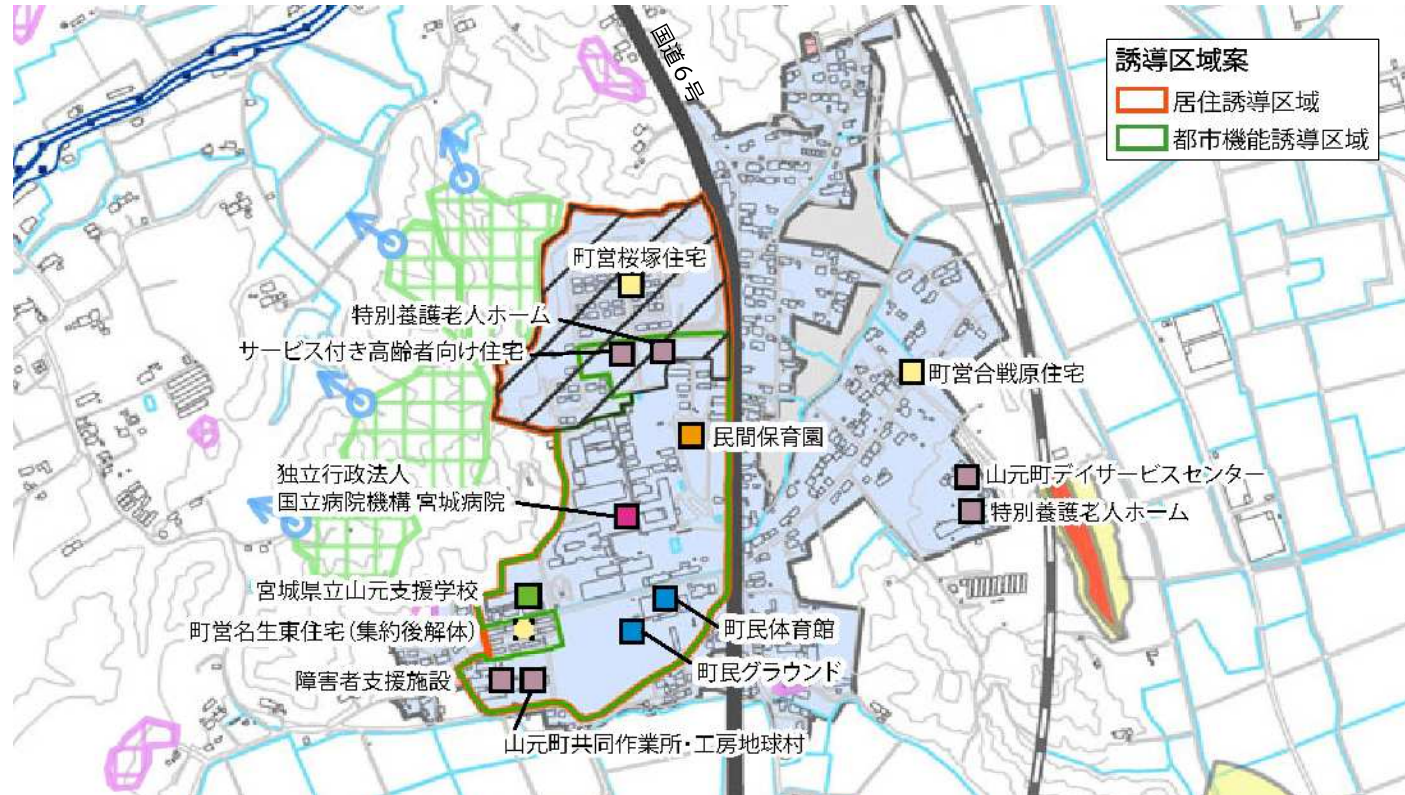 国道6号
誘導区域案
居住誘導区域
都市機能誘導区域
町営桜塚住宅
特別養護老人ホーム
サービス付き高齢者向け住宅
町営合戦原住宅
民間保育園
独立行政法人
国立病院機構 宮城病院
山元町デイサービスセンター
特別養護老人ホーム
宮城県立山元支援学校
町営名生東住宅(集約後解体)
町民体育館
障害者支援施設
町民グラウンド
山元町共同作業所・工房地球村